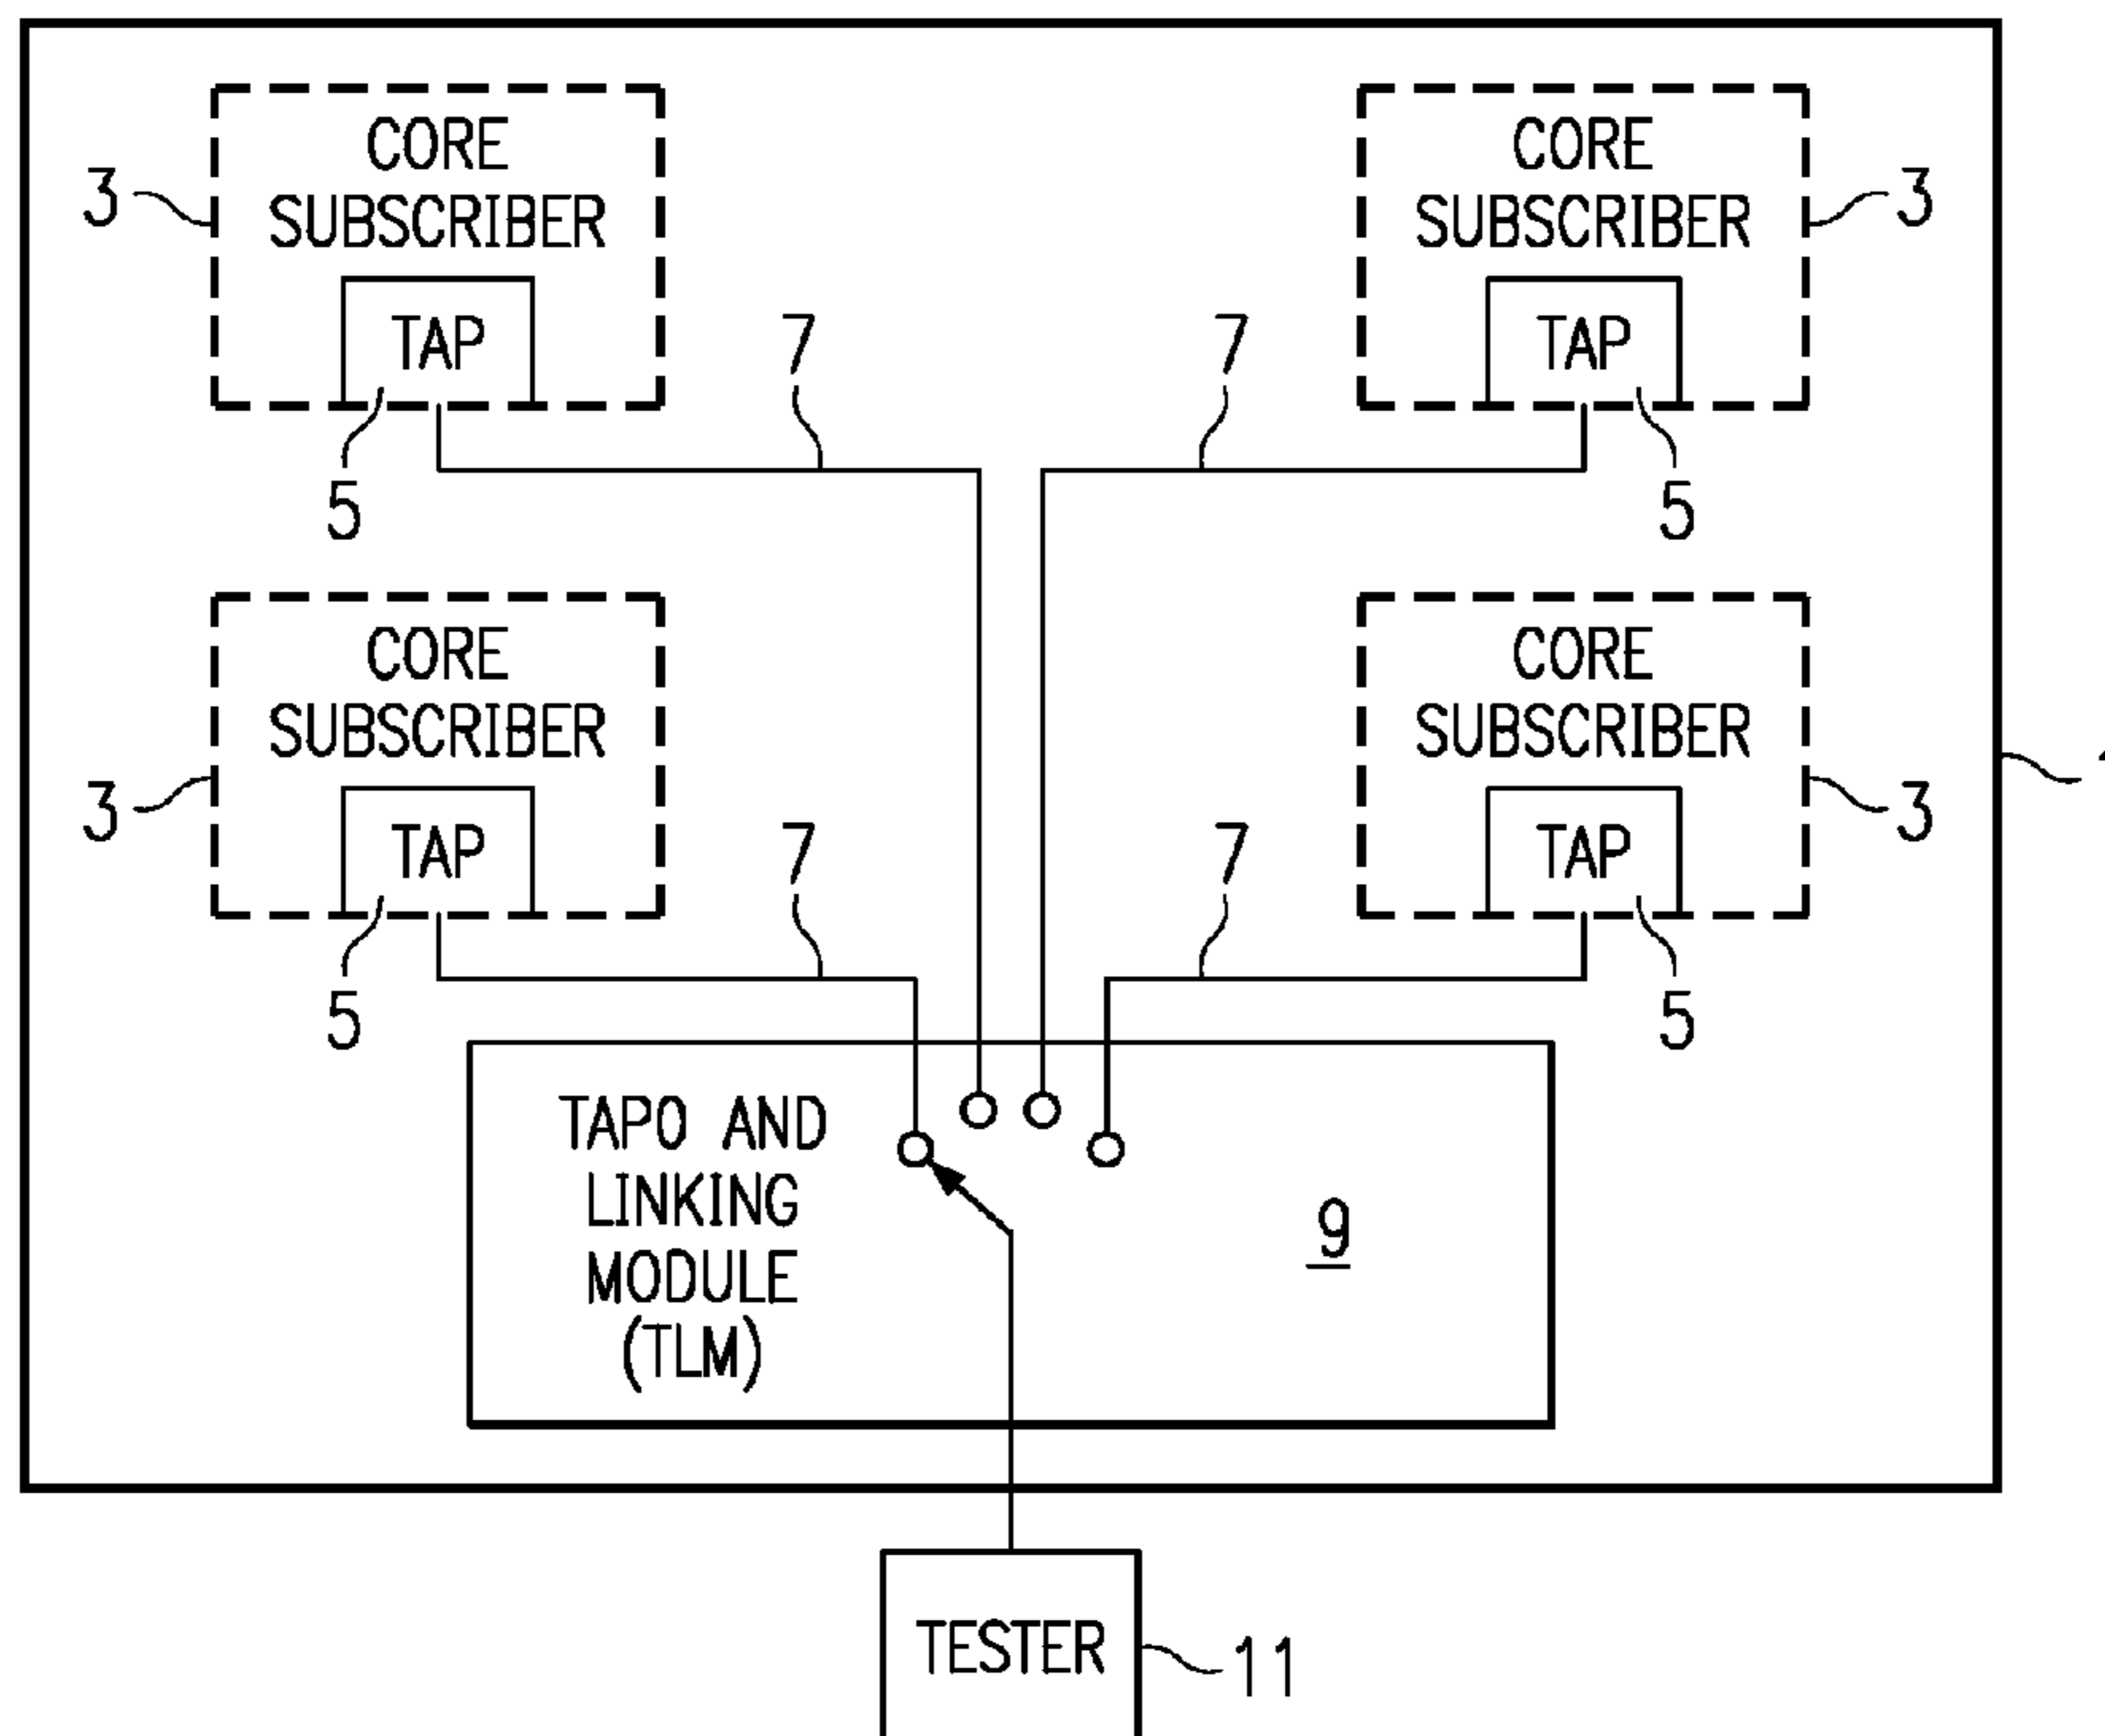 CORE
SUBSCRIBER
TAP
3
5
7
CORE
SUBSCRIBER
TAP
3
5
7
CORE
SUBSCRIBER
TAP
3
5
7
CORE
SUBSCRIBER
TAP
3
5
7
TAPO AND
LINKING
MODULE
(TLM)
9
TESTER
11